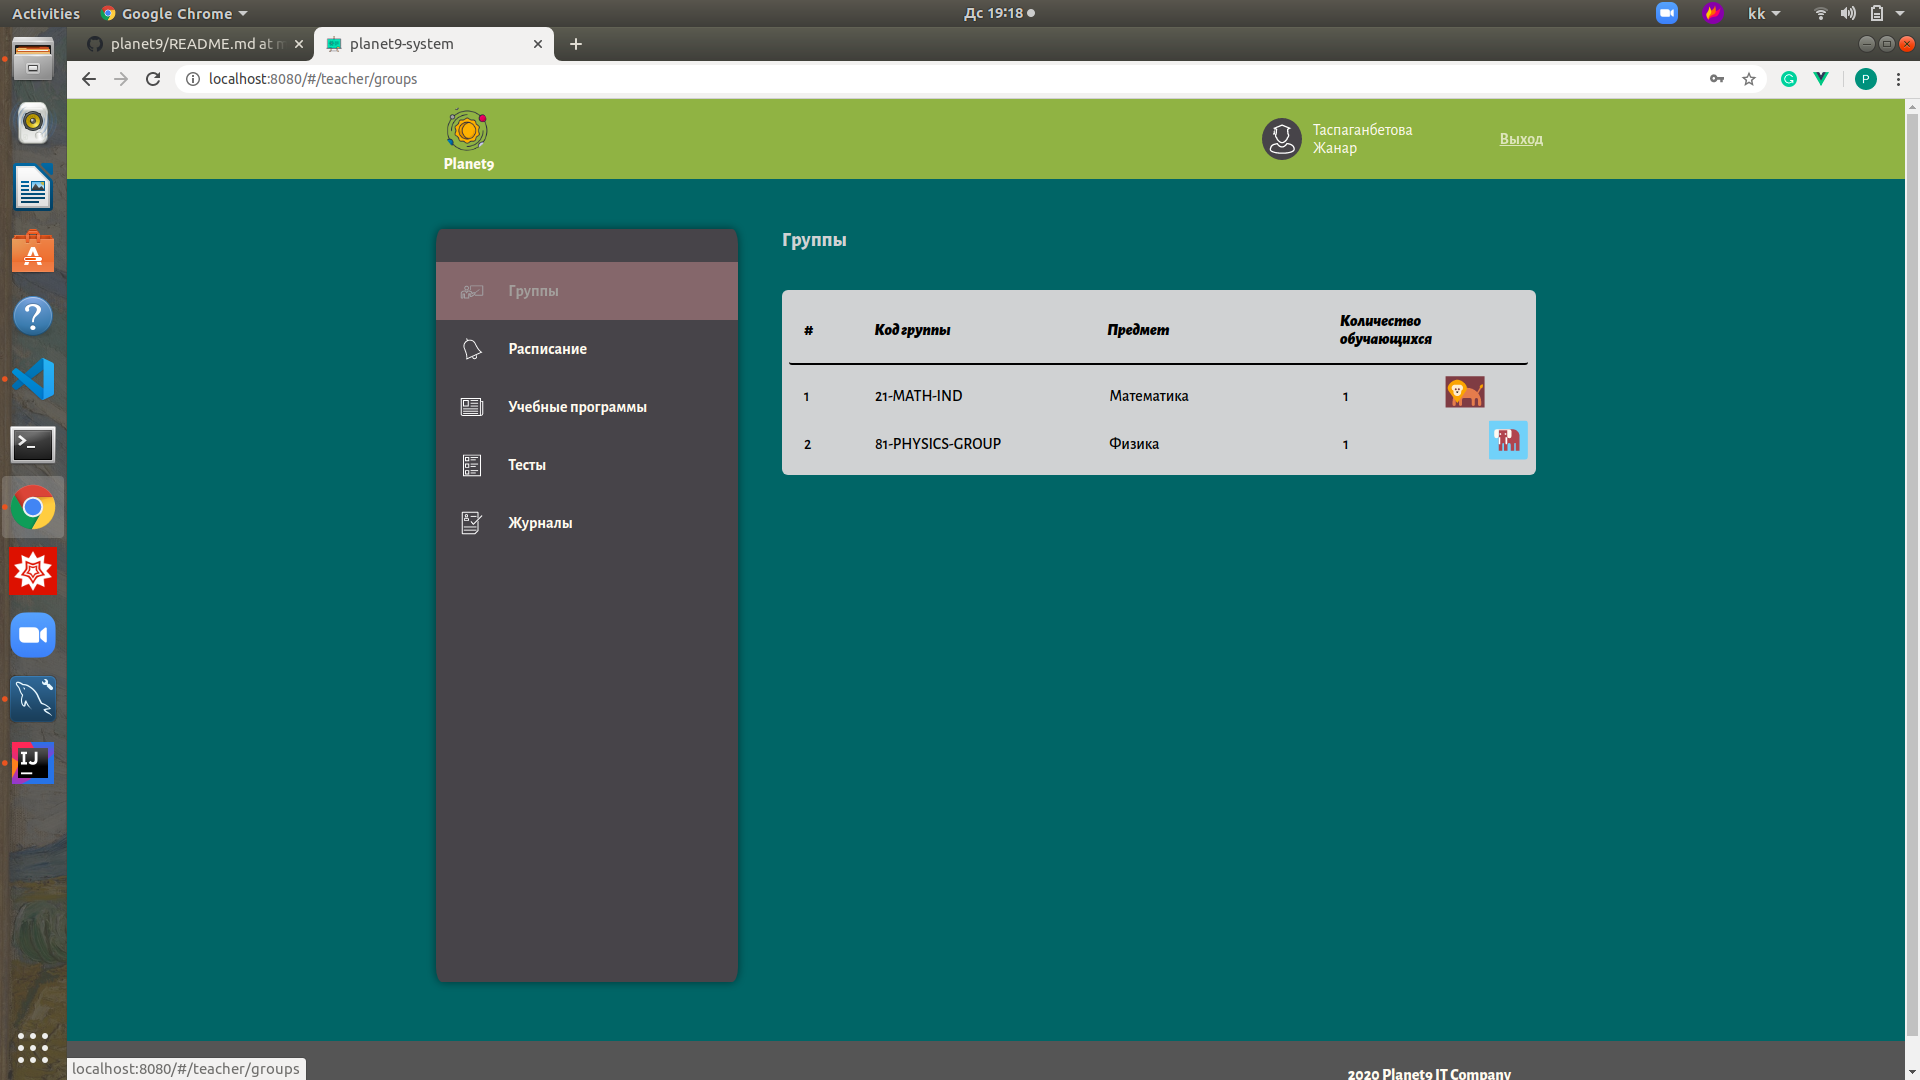 Activities
Google Chrome
Дс 19:18
kk
planet9/README.md at m
planet9-system
localhost:8080/#/teacher/groups
P
Planet9
Таспаганбетова
Жанар
Выход
Группы
Расписание
Учебные программы
Тесты
Журналы
Группы
# Код группы Предмет Количество
обучающихся
1 21-MATH-IND Математика 1
2 81-PHYSICS-GROUP Физика 1
IJ
localhost:8080/#/teacher/groups
2020 Planet9 IT Company